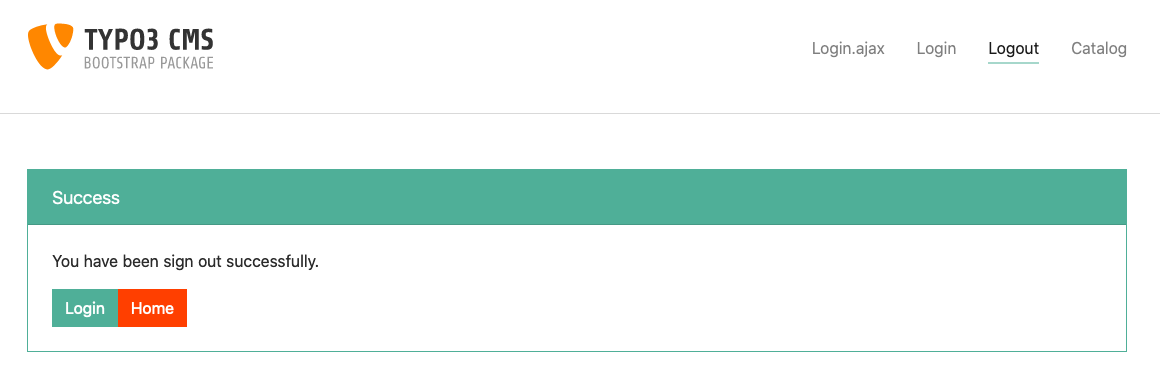 TYPO3 CMS
BOOTSTRAP PACKAGE
Login.ajax Login Logout Catalog
Success
You have been sign out successfully.
Login Home